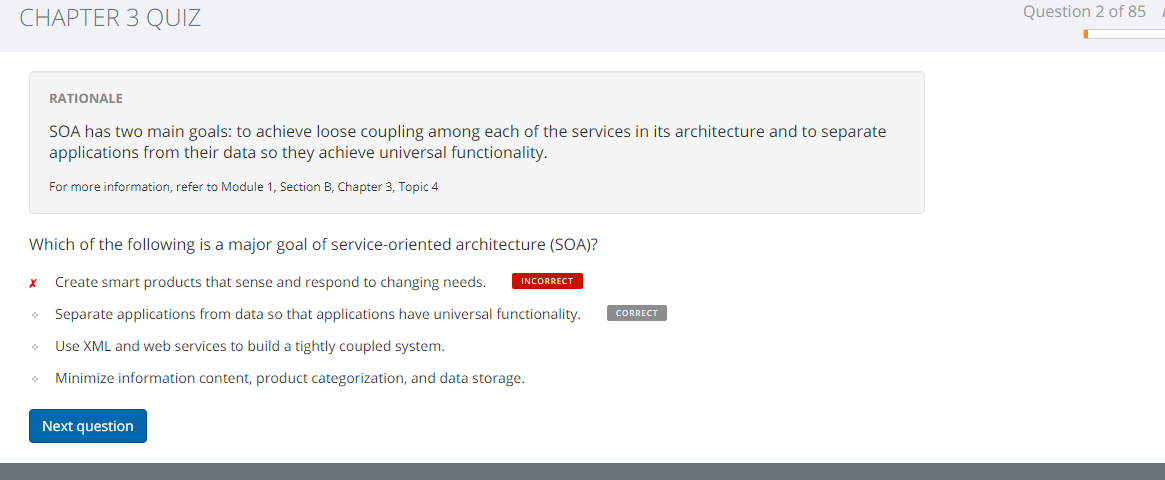 CHAPTER 3 QUIZ
Question 2 of 85
RATIONALE
SOA has two main goals: to achieve loose coupling among each of the services in its architecture and to separate
applications from their data so they achieve universal functionality.
For more information, refer to Module 1, Section B, Chapter 3, Topic 4
Which of the following is a major goal of service-oriented architecture (SOA)?
✗ Create smart products that sense and respond to changing needs. INCORRECT
Separate applications from data so that applications have universal functionality. CORRECT
Use XML and web services to build a tightly coupled system.
Minimize information content, product categorization, and data storage.
Next question